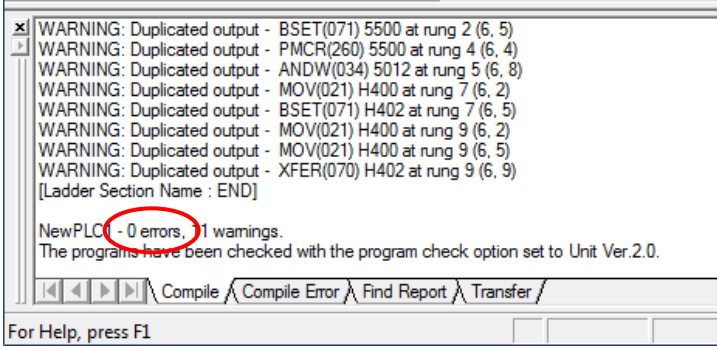 WARNING: Duplicated output -  BSET(071) 5500 at rung 2 (6, 5)
WARNING: Duplicated output -  PMCR(260) 5500 at rung 4 (6, 4)
WARNING: Duplicated output -  ANDW(034) 5012 at rung 5 (6, 8)
WARNING: Duplicated output -  MOV(021) H400 at rung 7 (6, 2)
WARNING: Duplicated output -  BSET(071) H402 at rung 7 (6, 5)
WARNING: Duplicated output -  MOV(021) H400 at rung 9 (6, 2)
WARNING: Duplicated output -  MOV(021) H400 at rung 9 (6, 5)
WARNING: Duplicated output -  XFER(070) H402 at rung 9 (6, 9)
[Ladder Section Name : END]
NewPLC1 - 0 errors, 11 warnings.
The programs have been checked with the program check option set to Unit Ver.2.0.
Compile Compile Error Find Report Transfer
For Help, press F1